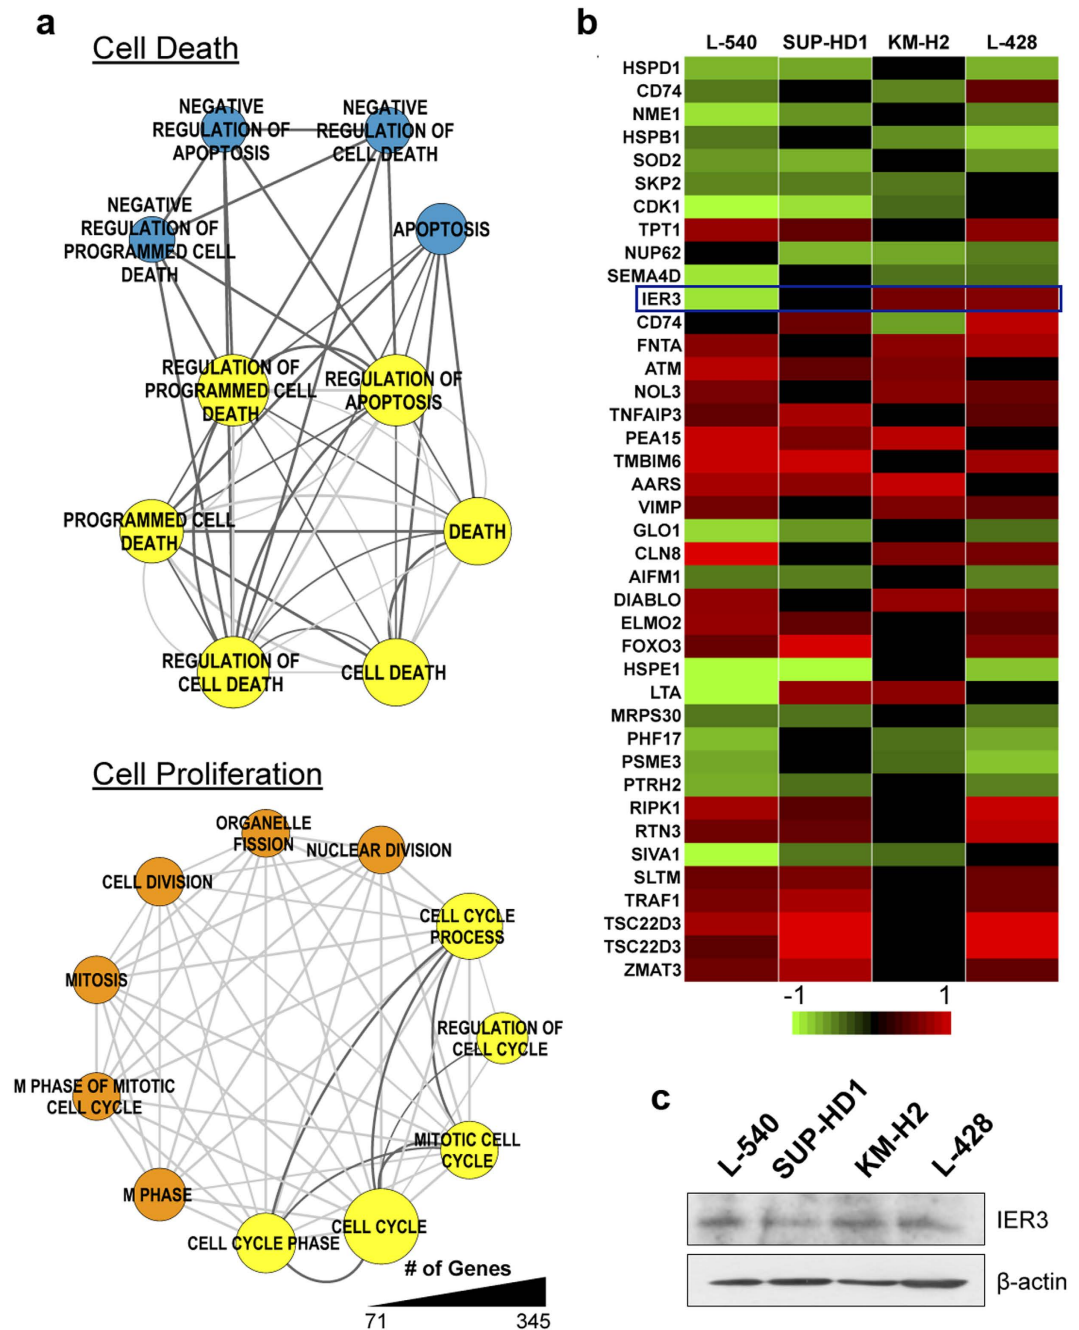 a
Cell Death
NEGATIVE
REGULATION OF
APOPTOSIS
NEGATIVE
REGULATION OF
CELL DEATH
NEGATIVE
REGULATION OF
PROGRAMMED CELL
DEATH
APOPTOSIS
REGULATION OF
PROGRAMMED CELL
DEATH
REGULATION OF
APOPTOSIS
PROGRAMMED CELL
DEATH
DEATH
REGULATION OF
CELL DEATH
CELL DEATH
Cell Proliferation
ORGANELLE
FISSION
NUCLEAR DIVISION
CELL DIVISION
CELL CYCLE
PROCESS
MITOSIS
REGULATION OF
CELL CYCLE
M PHASE OF MITOTIC
CELL CYCLE
MITOTIC CELL
CYCLE
M PHASE
CELL CYCLE
CELL CYCLE PHASE
# of Genes
71 345
b
L-540 SUP-HD1 KM-H2 L-428
HSPD1
CD74
NME1
HSPB1
SOD2
SKP2
CDK1
TPT1
NUP62
SEMA4D
IER3
CD74
FNTA
ATM
NOL3
TNFAIP3
PEA15
TMBIM6
AARS
VIMP
GLO1
CLN8
AIFM1
DIABLO
ELMO2
FOXO3
HSPE1
LTA
MRPS30
PHF17
PSME3
PTRH2
RIPK1
RTN3
SIVA1
SLTM
TRAF1
TSC22D3
TSC22D3
ZMAT3
-1 1
c
L-540 SUP-HD1 KM-H2 L-428
IER3
β-actin